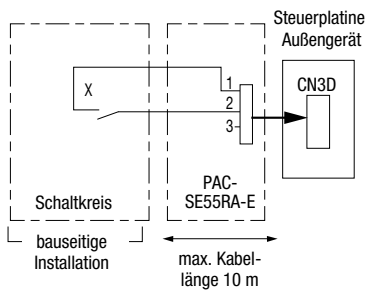 Steuerplatine
Außengerät
CN3D
X
1
2
3
PAC-
SE55RA-E
Schaltkreis
bauseitige
Installation
max. Kabel-
länge 10 m